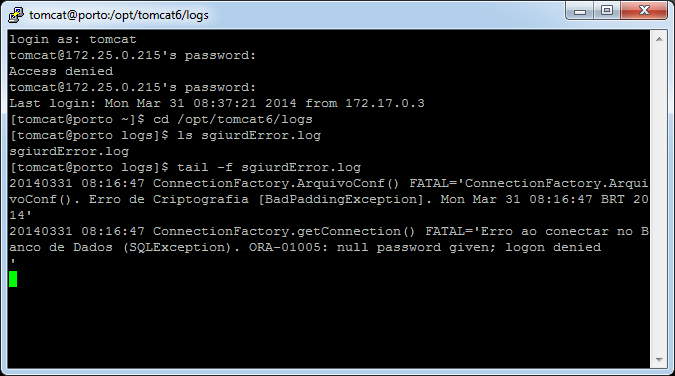 tomcat@porto:/opt/tomcat6/logs
login as: tomcat
tomcat@172.25.0.215's password:
Access denied
tomcat@172.25.0.215's password:
Last login: Mon Mar 31 08:37:21 2014 from 172.17.0.3
[tomcat@porto ~]$ cd /opt/tomcat6/logs
[tomcat@porto logs]$ ls sgiurdError.log
sgiurdError.log
[tomcat@porto logs]$ tail -f sgiurdError.log
20140331 08:16:47 ConnectionFactory.ArquivoConf() FATAL='ConnectionFactory.Arqui
voConf(). Erro de Criptografia [BadPaddingException]. Mon Mar 31 08:16:47 BRT 20
14'
20140331 08:16:47 ConnectionFactory.getConnection() FATAL='Erro ao conectar no B
anco de Dados (SQLException). ORA-01005: null password given; logon denied
'